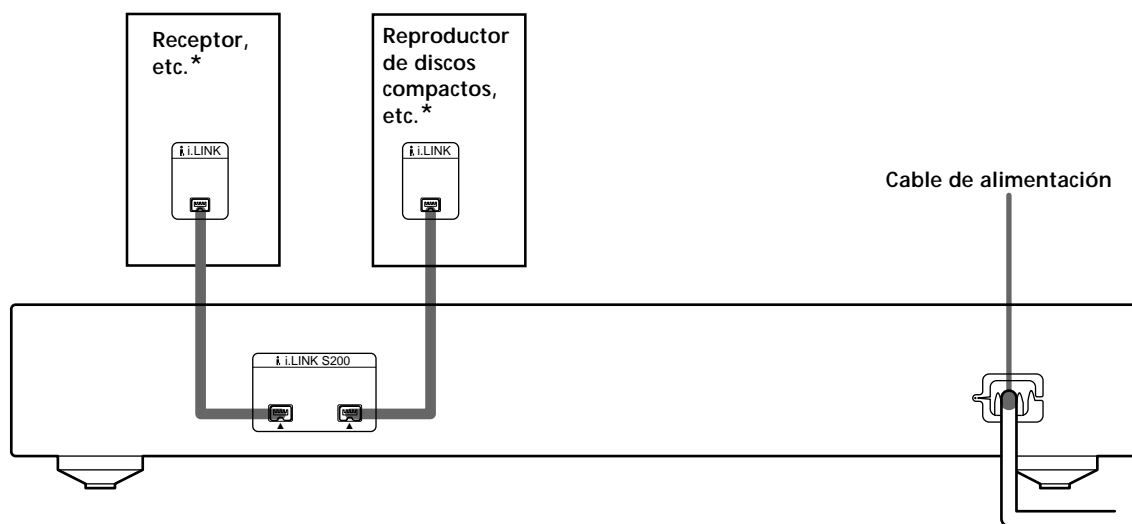 Receptor,
etc.*
Reproductor
de discos
compactos,
etc.*
i.LINK
i.LINK
Cable de alimentación
i.LINK S200